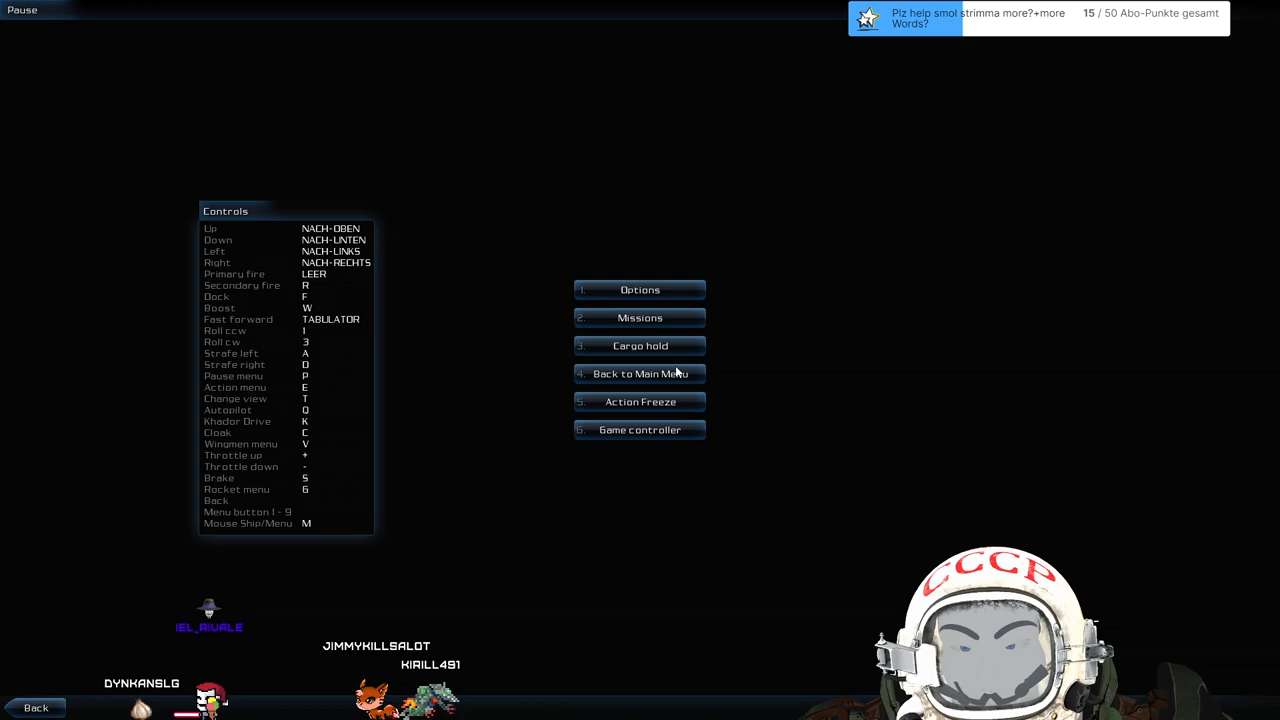 Pause
Plz help smol strimma more?+more
Words?
15 / 50 Abo-Punkte gesamt
Controls
Up NACH-OBEN
Down NACH-UNTEN
Left NACH-LINKS
Right NACH-RECHTS
Primary fire LEER
Secondary fire R
Dock F
Boost W
Fast forward TABULATOR
Roll ccw 1
Roll cw 3
Strafe left A
Strafe right D
Pause menu P
Action menu E
Change view T
Autopilot Q
Khador Drive K
Cloak C
Wingmen menu V
Throttle up +
Throttle down -
Brake S
Rocket menu G
Back
Menu button 1 - 9
Mouse Ship/Menu M
1. Options
2. Missions
3. Cargo hold
4. Back to Main Menu
5. Action Freeze
6. Game controller
CCCP
IEL_RIVALE
JIMMYKILLSALOT
KIRILL491
DYNKANSLG
Back